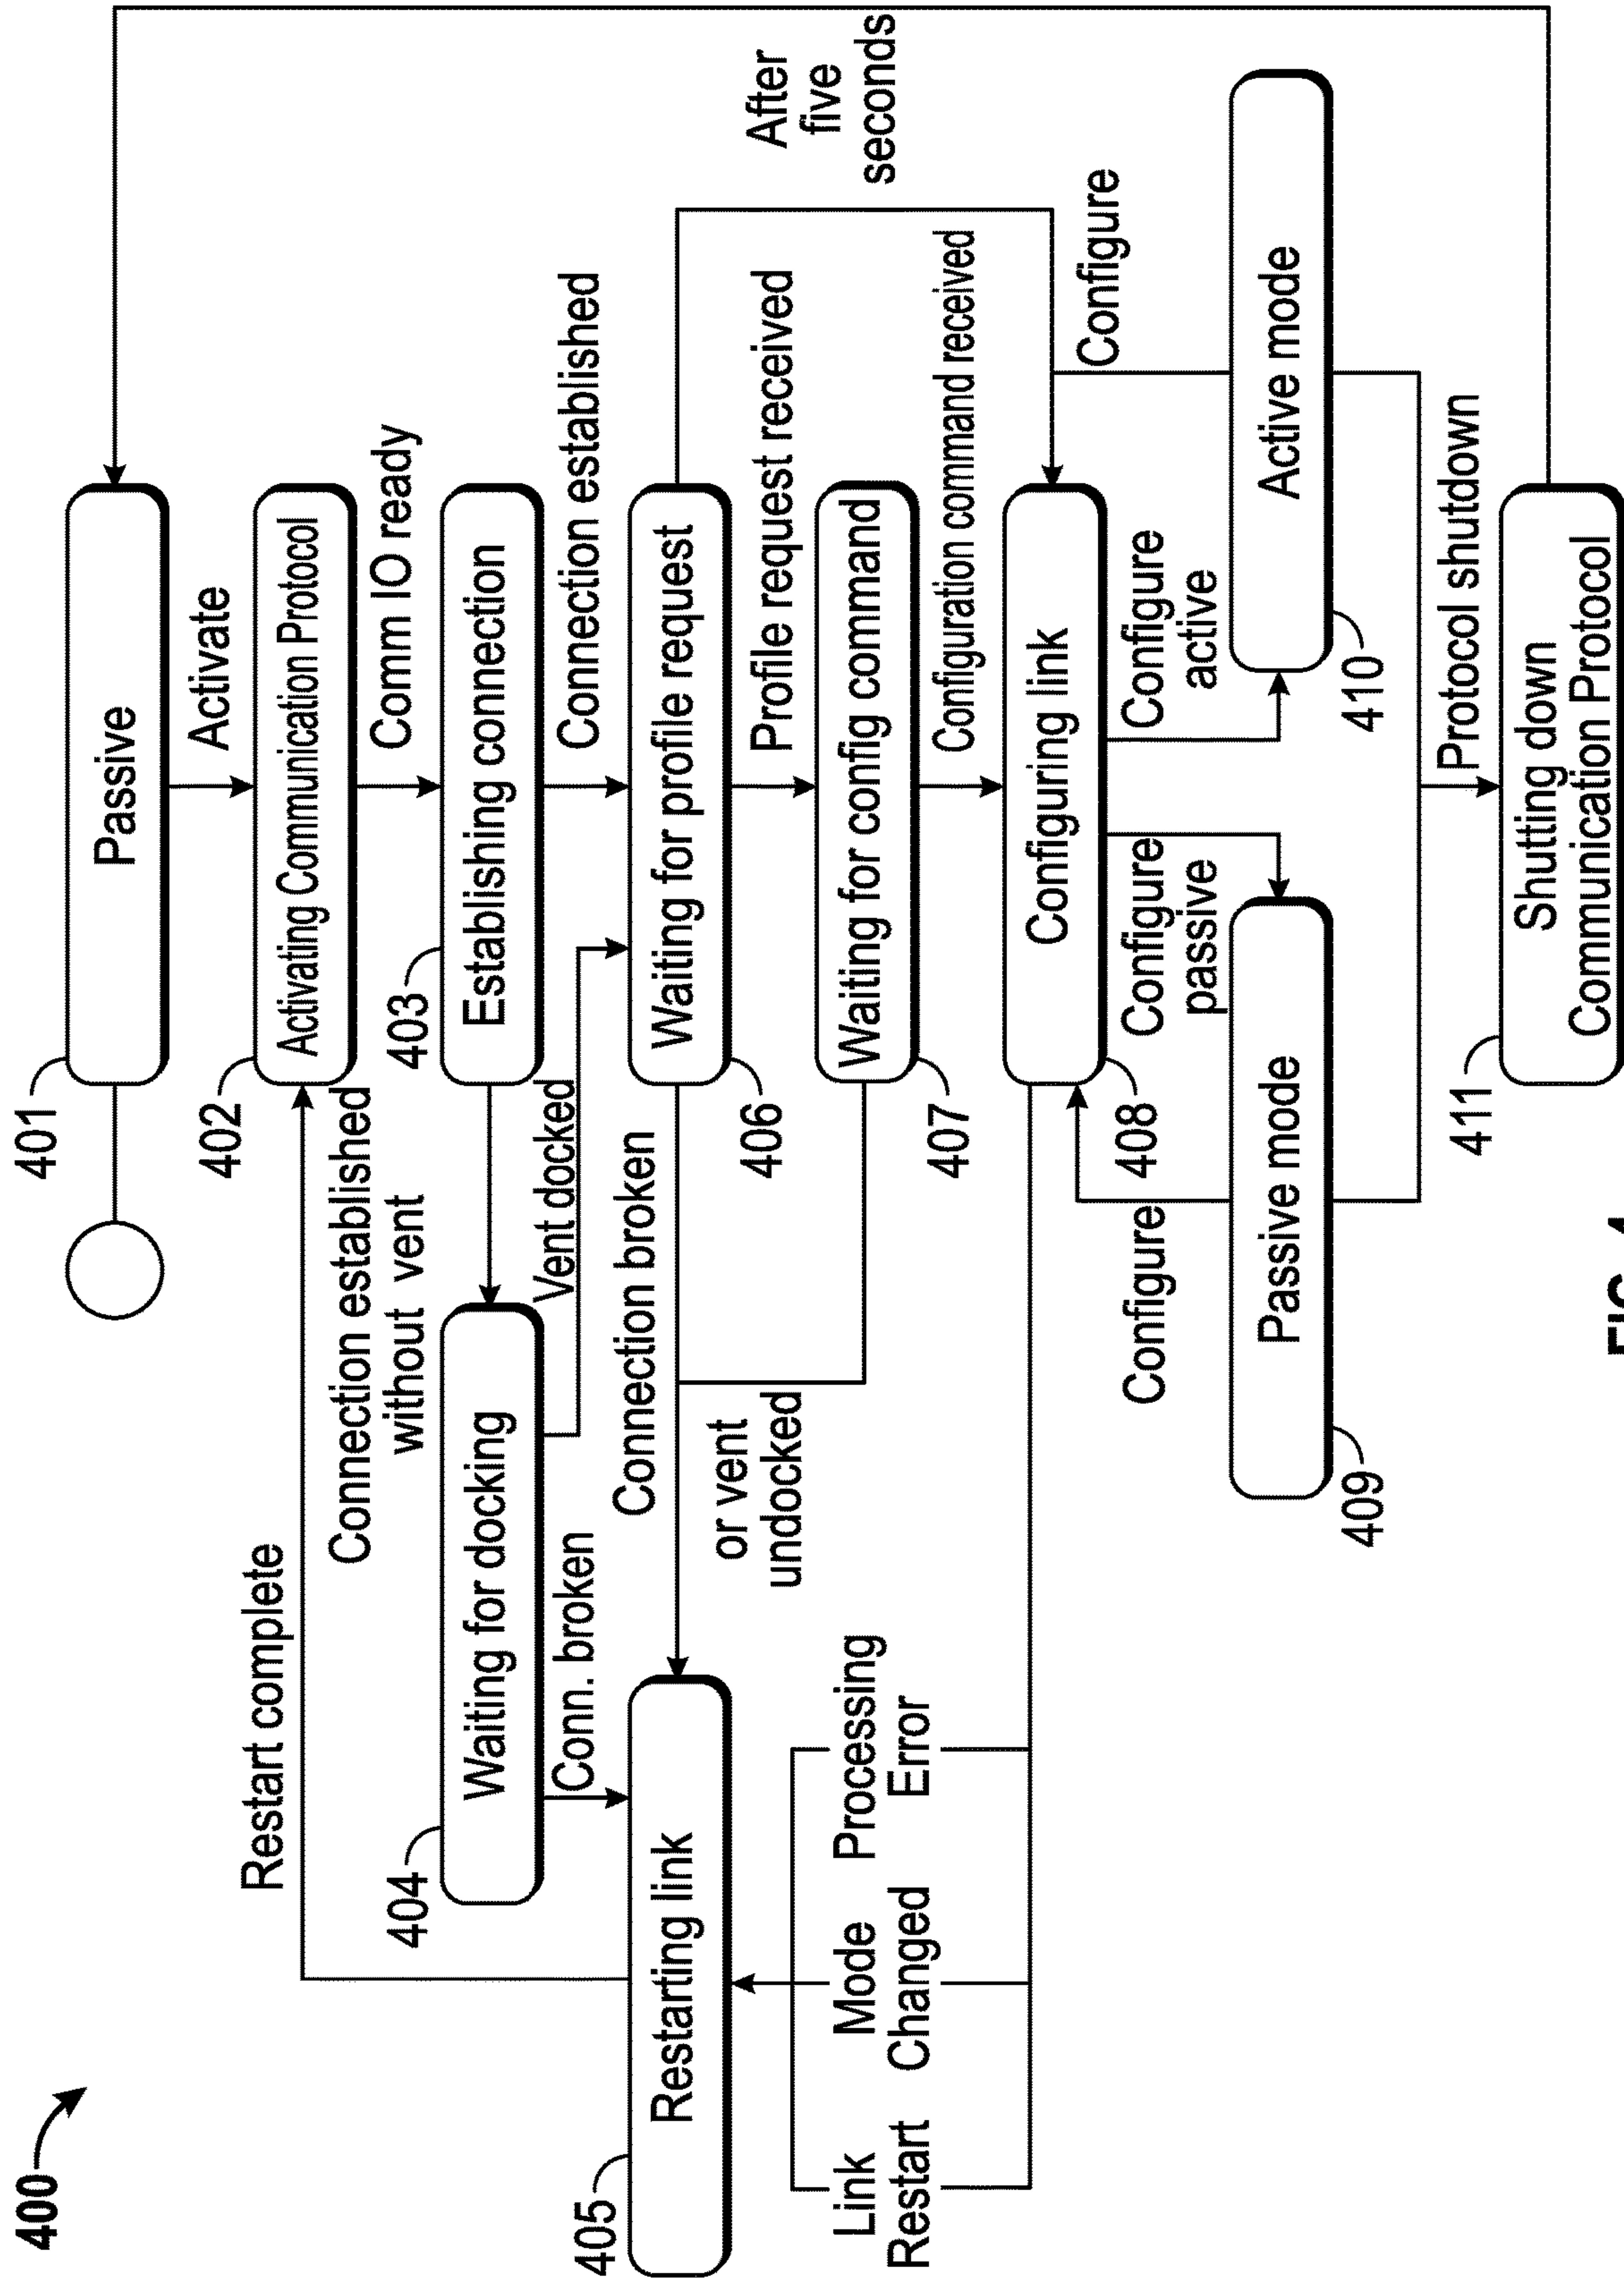 400
401
Passive
Activate
402
Activating Communication Protocol
Restart complete
Connection established
without vent
Comm IO ready
403
Establishing connection
404
Waiting for docking
Conn. broken
Vent docked
Connection established
405
Restarting link
Connection broken
or vent
undocked
406
Waiting for profile request
After
five
seconds
Profile request received
407
Waiting for config command
Configuration command received
Link
Restart
Mode
Changed
Processing
Error
408
Configuring link
Configure
Configure
passive
Configure
active
Configure
409
Passive mode
410
Active mode
Protocol shutdown
411
Shutting down
Communication Protocol